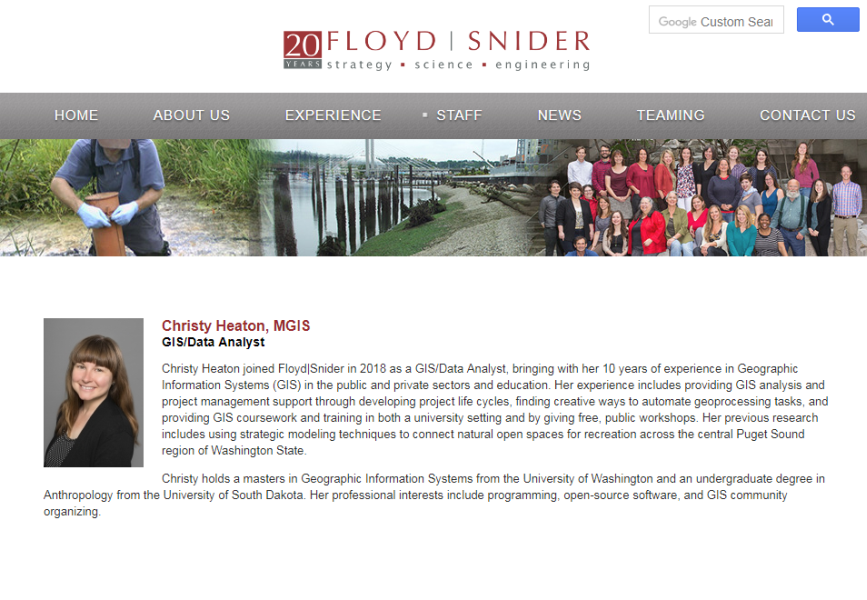 Google Custom Sear
20 YEARS
FLOYD | SNIDER
strategy ▪ science ▪ engineering
HOME ABOUT US EXPERIENCE STAFF NEWS TEAMING CONTACT US
Christy Heaton, MGIS
GIS/Data Analyst
Christy Heaton joined Floyd|Snider in 2018 as a GIS/Data Analyst, bringing with her 10 years of experience in Geographic
Information Systems (GIS) in the public and private sectors and education. Her experience includes providing GIS analysis and
project management support through developing project life cycles, finding creative ways to automate geoprocessing tasks, and
providing GIS coursework and training in both a university setting and by giving free, public workshops. Her previous research
includes using strategic modeling techniques to connect natural open spaces for recreation across the central Puget Sound
region of Washington State.
Christy holds a masters in Geographic Information Systems from the University of Washington and an undergraduate degree in
Anthropology from the University of South Dakota. Her professional interests include programming, open-source software, and GIS community
organizing.